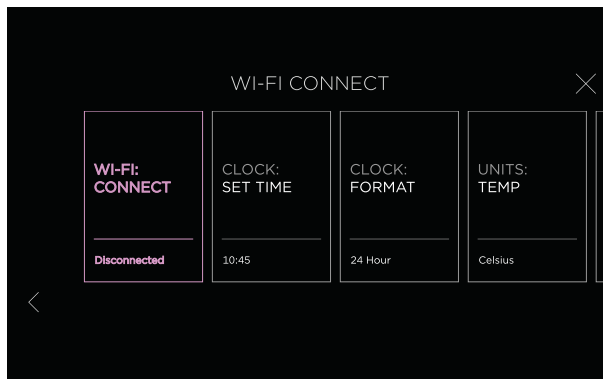 WI-FI CONNECT
WI-FI:
CONNECT
Disconnected
CLOCK:
SET TIME
10:45
CLOCK:
FORMAT
24 Hour
UNITS:
TEMP
Celsius